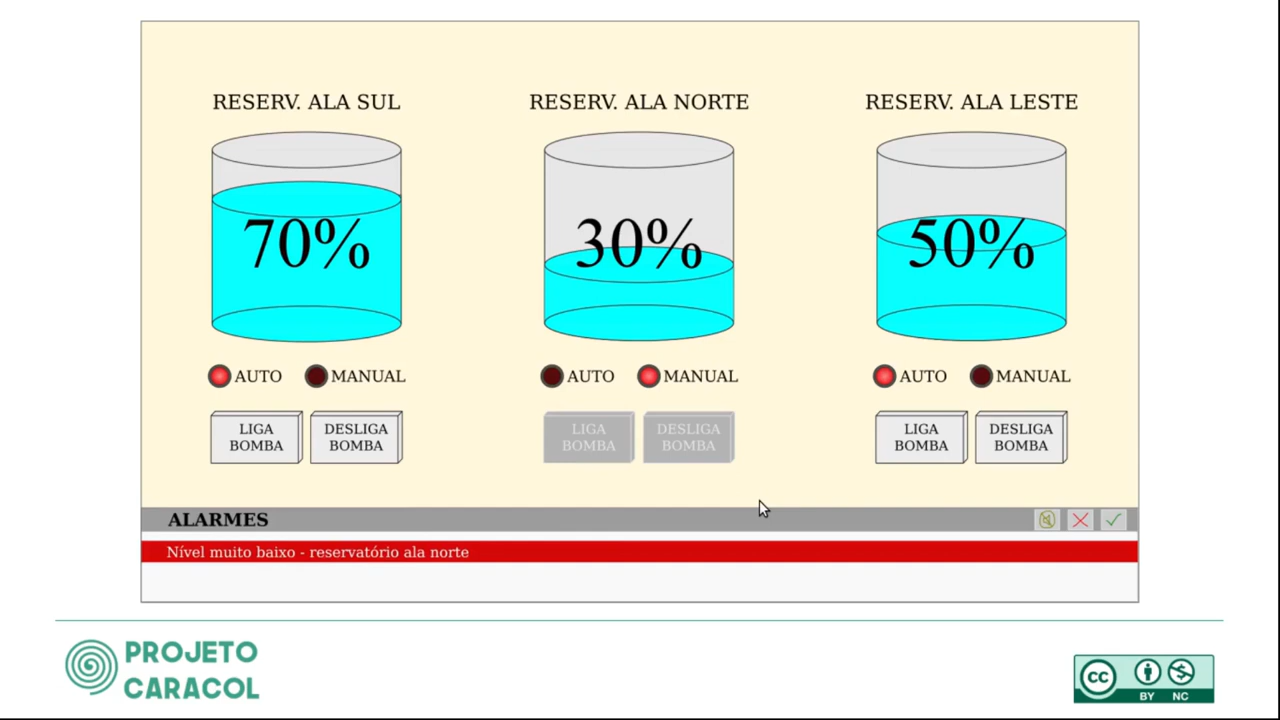 RESERV. ALA SUL
RESERV. ALA NORTE
RESERV. ALA LESTE
70%
30%
50%
AUTO
MANUAL
AUTO
MANUAL
AUTO
MANUAL
LIGA
BOMBA
DESLIGA
BOMBA
LIGA
BOMBA
DESLIGA
BOMBA
LIGA
BOMBA
DESLIGA
BOMBA
ALARMES
Nível muito baixo - reservatório ala norte
PROJETO
CARACOL
cc
BY NC